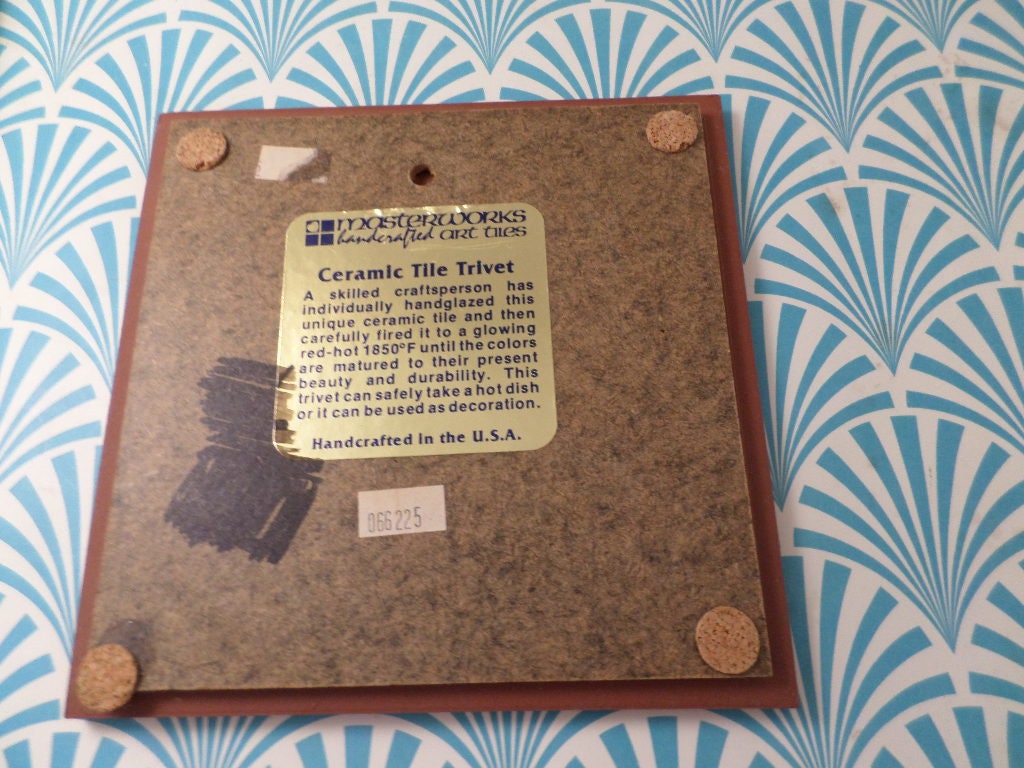 masterworks
handcrafted ART TILES
Ceramic Tile Trivet
A skilled craftsperson has
individually handglazed this
unique ceramic tile and then
carefully fired it to a glowing
red-hot 1850°F until the colors
are matured to their present
beauty and durability. This
trivet can safely take a hot dish
or it can be used as decoration.
Handcrafted in the U.S.A.
066225